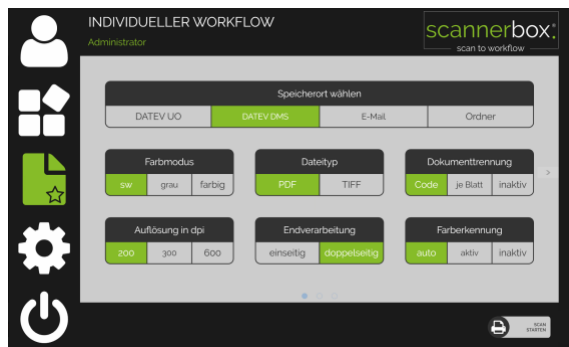 INDIVIDUELLER WORKFLOW
Administrator
scannerbox:
scan to workflow
Speicherort wählen
DATEV UO DATEV DMS E-Mail Ordner
Farbmodus Dateityp Dokumenttrennung
sw grau farbig PDF TIFF Code je Blatt inaktiv
Auflösung in dpi Endverarbeitung Farberkennung
200 300 600 einseitig doppelseitig auto aktiv inaktiv
SCAN
STARTEN